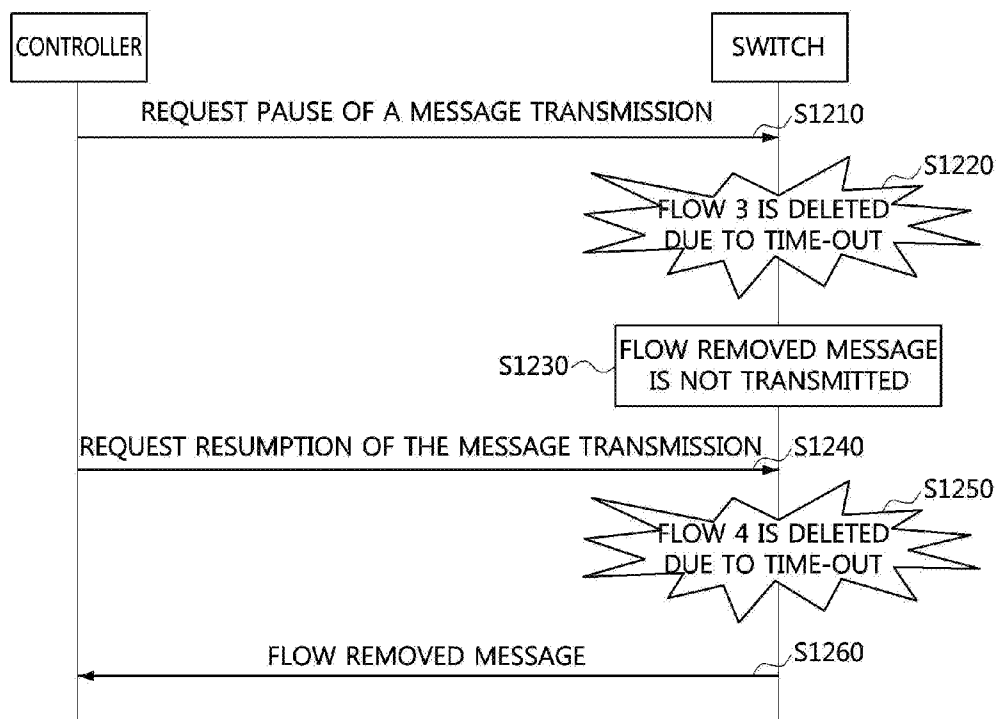 CONTROLLER
SWITCH
REQUEST PAUSE OF A MESSAGE TRANSMISSION
S1210
S1220
FLOW 3 IS DELETED
DUE TO TIME-OUT
S1230
FLOW REMOVED MESSAGE
IS NOT TRANSMITTED
REQUEST RESUMPTION OF THE MESSAGE TRANSMISSION
S1240
S1250
FLOW 4 IS DELETED
DUE TO TIME-OUT
FLOW REMOVED MESSAGE
S1260